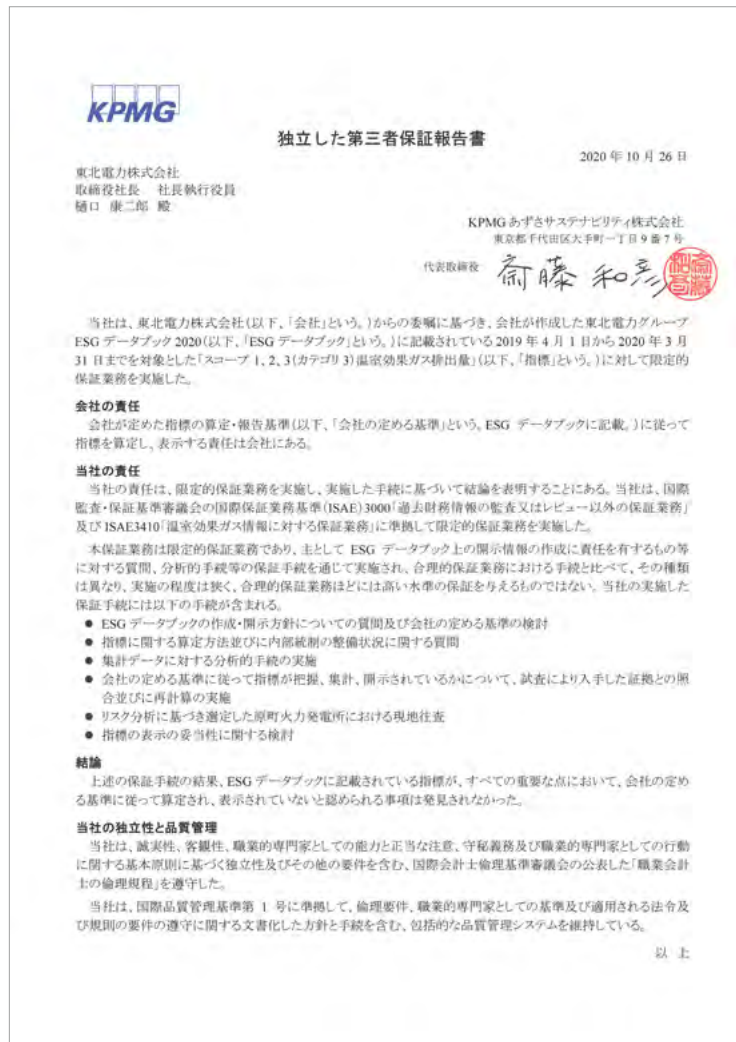 KPMG
独立した第三者保証報告書
2020 年 10 月 26 日
東北電力株式会社
取締役社長 社長執行役員
樋口 康二郎 殿
KPMG あずさサステナビリティ株式会社
東京都千代田区大手町一丁目9番7号
代表取締役 斎藤 和彦
当社は、東北電力株式会社(以下、「会社」という。)からの委嘱に基づき、会社が作成した東北電力グループ
ESG データブック 2020(以下、「ESG データブック」という。)に記載されている 2019 年 4 月 1 日から 2020 年 3 月
31 日までを対象とした「スコープ 1, 2, 3(カテゴリ 3)温室効果ガス排出量」(以下、「指標」という。)に対して限定的
保証業務を実施した。
会社の責任
会社が定めた指標の算定・報告基準(以下、「会社の定める基準」という。ESG データブックに記載。)に従って
指標を算定し、表示する責任は会社にある。
当社の責任
当社の責任は、限定的保証業務を実施し、実施した手続に基づいて結論を表明することにある。当社は、国際
監査・保証基準審議会の国際保証業務基準(ISAE)3000「過去財務情報の監査又はレビュー以外の保証業務」
及び ISAE3410「温室効果ガス情報に対する保証業務」に準拠して限定的保証業務を実施した。
本保証業務は限定的保証業務であり、主として ESG データブック上の開示情報の作成に責任を有するもの等
に対する質問、分析的手続等の保証手続を通じて実施され、合理的保証業務における手続と比べて、その種類
は異なり、実施の程度は狭く、合理的保証業務ほどには高い水準の保証を与えるものではない。当社の実施した
保証手続には以下の手続が含まれる。
● ESG データブックの作成・開示方針についての質問及び会社の定める基準の検討
● 指標に関する算定方法並びに内部統制の整備状況に関する質問
● 集計データに対する分析的手続の実施
● 会社の定める基準に従って指標が把握、集計、開示されているかについて、試査により入手した証拠との照
合並びに再計算の実施
● リスク分析に基づき選定した原町火力発電所における現地往査
● 指標の表示の妥当性に関する検討
結論
上述の保証手続の結果、ESG データブックに記載されている指標が、すべての重要な点において、会社の定め
る基準に従って算定され、表示されていないと認められる事項は発見されなかった。
当社の独立性と品質管理
当社は、誠実性、客観性、職業的専門家としての能力と正当な注意、守秘義務及び職業的専門家としての行動
に関する基本原則に基づく独立性及びその他の要件を含む、国際会計士倫理基準審議会の公表した「職業会計
士の倫理規程」を遵守した。
当社は、国際品質管理基準第 1 号に準拠して、倫理要件、職業的専門家としての基準及び適用される法令及
び規則の要件の遵守に関する文書化した方針と手続を含む、包括的な品質管理システムを維持している。
以 上